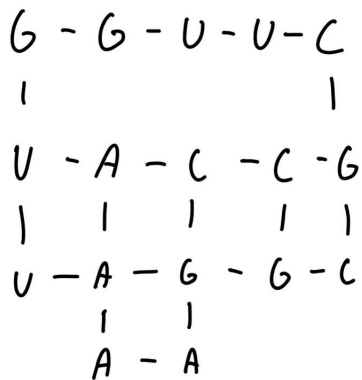 G - G - U - U - C
| |
U - A - C - C - G
| | | | |
U - A - G - G - C
| |
A - A